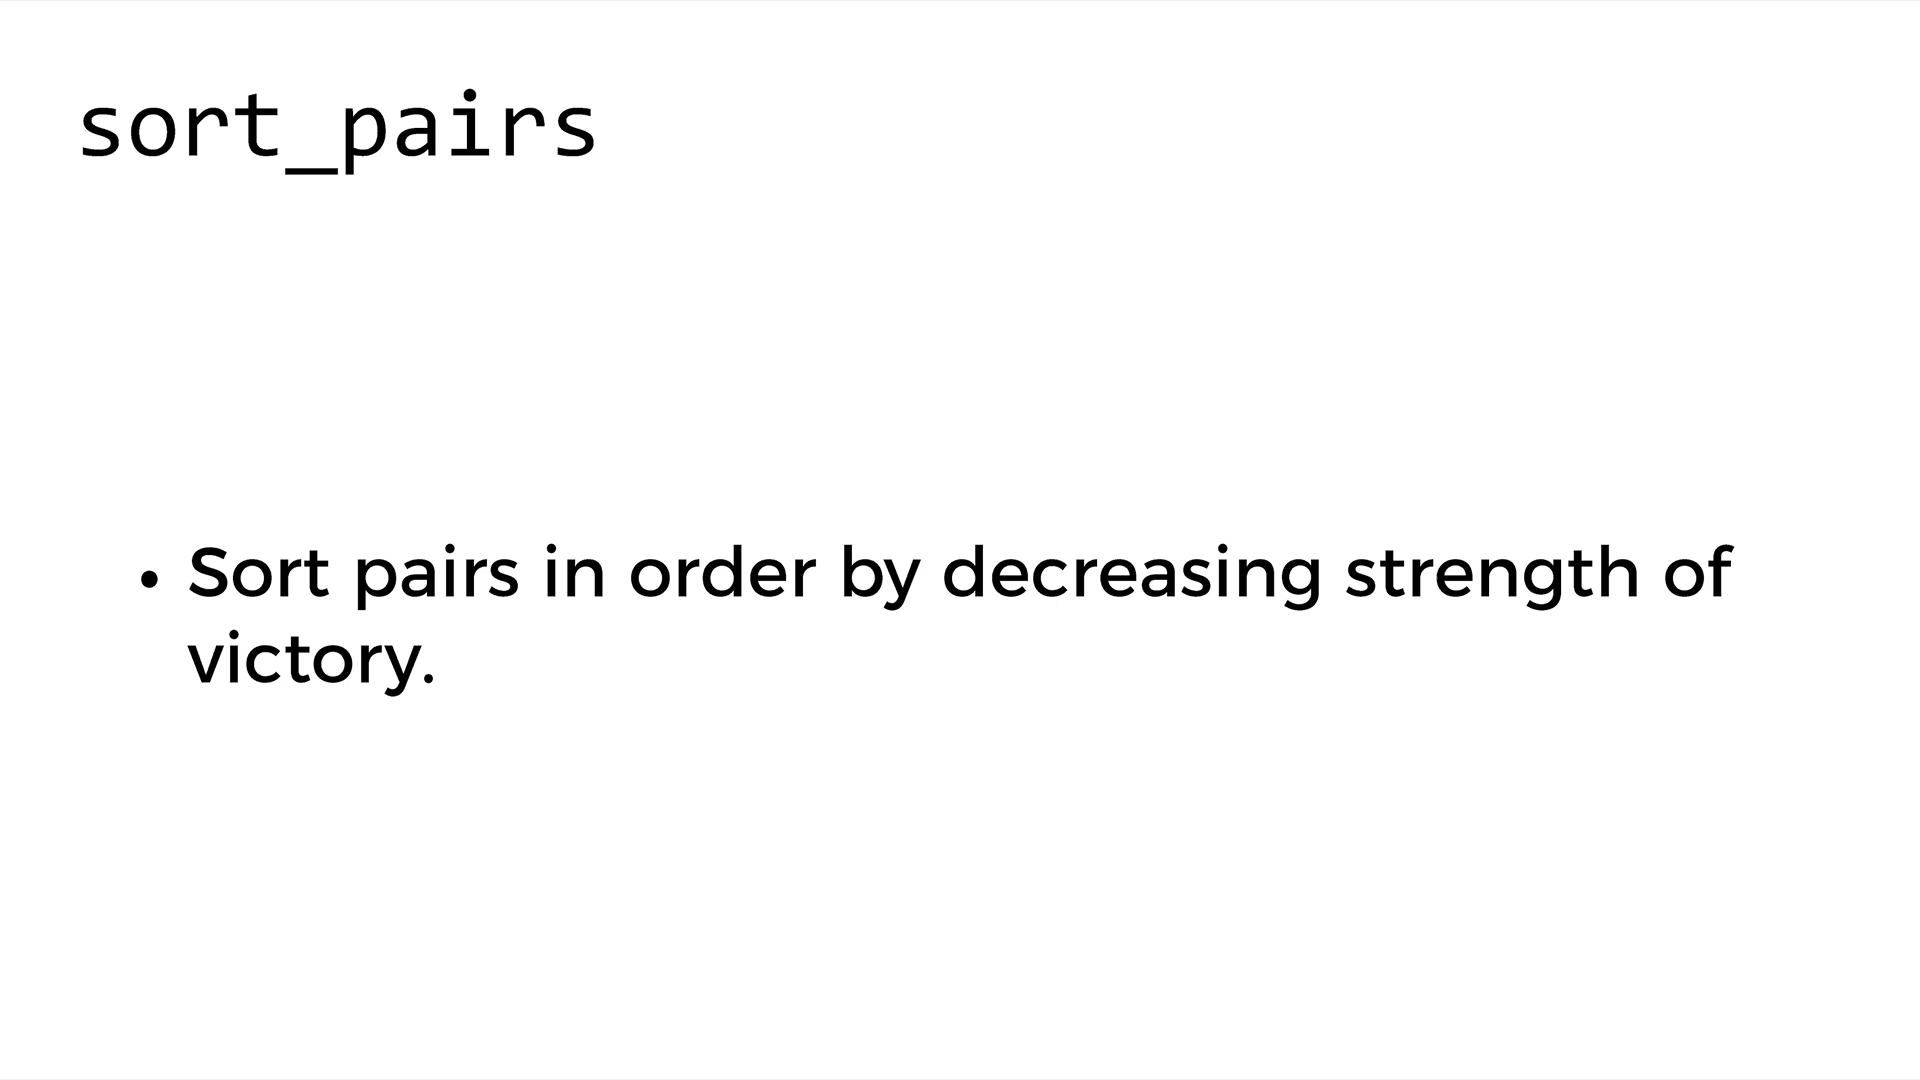 sort_pairs
• Sort pairs in order by decreasing strength of
victory.